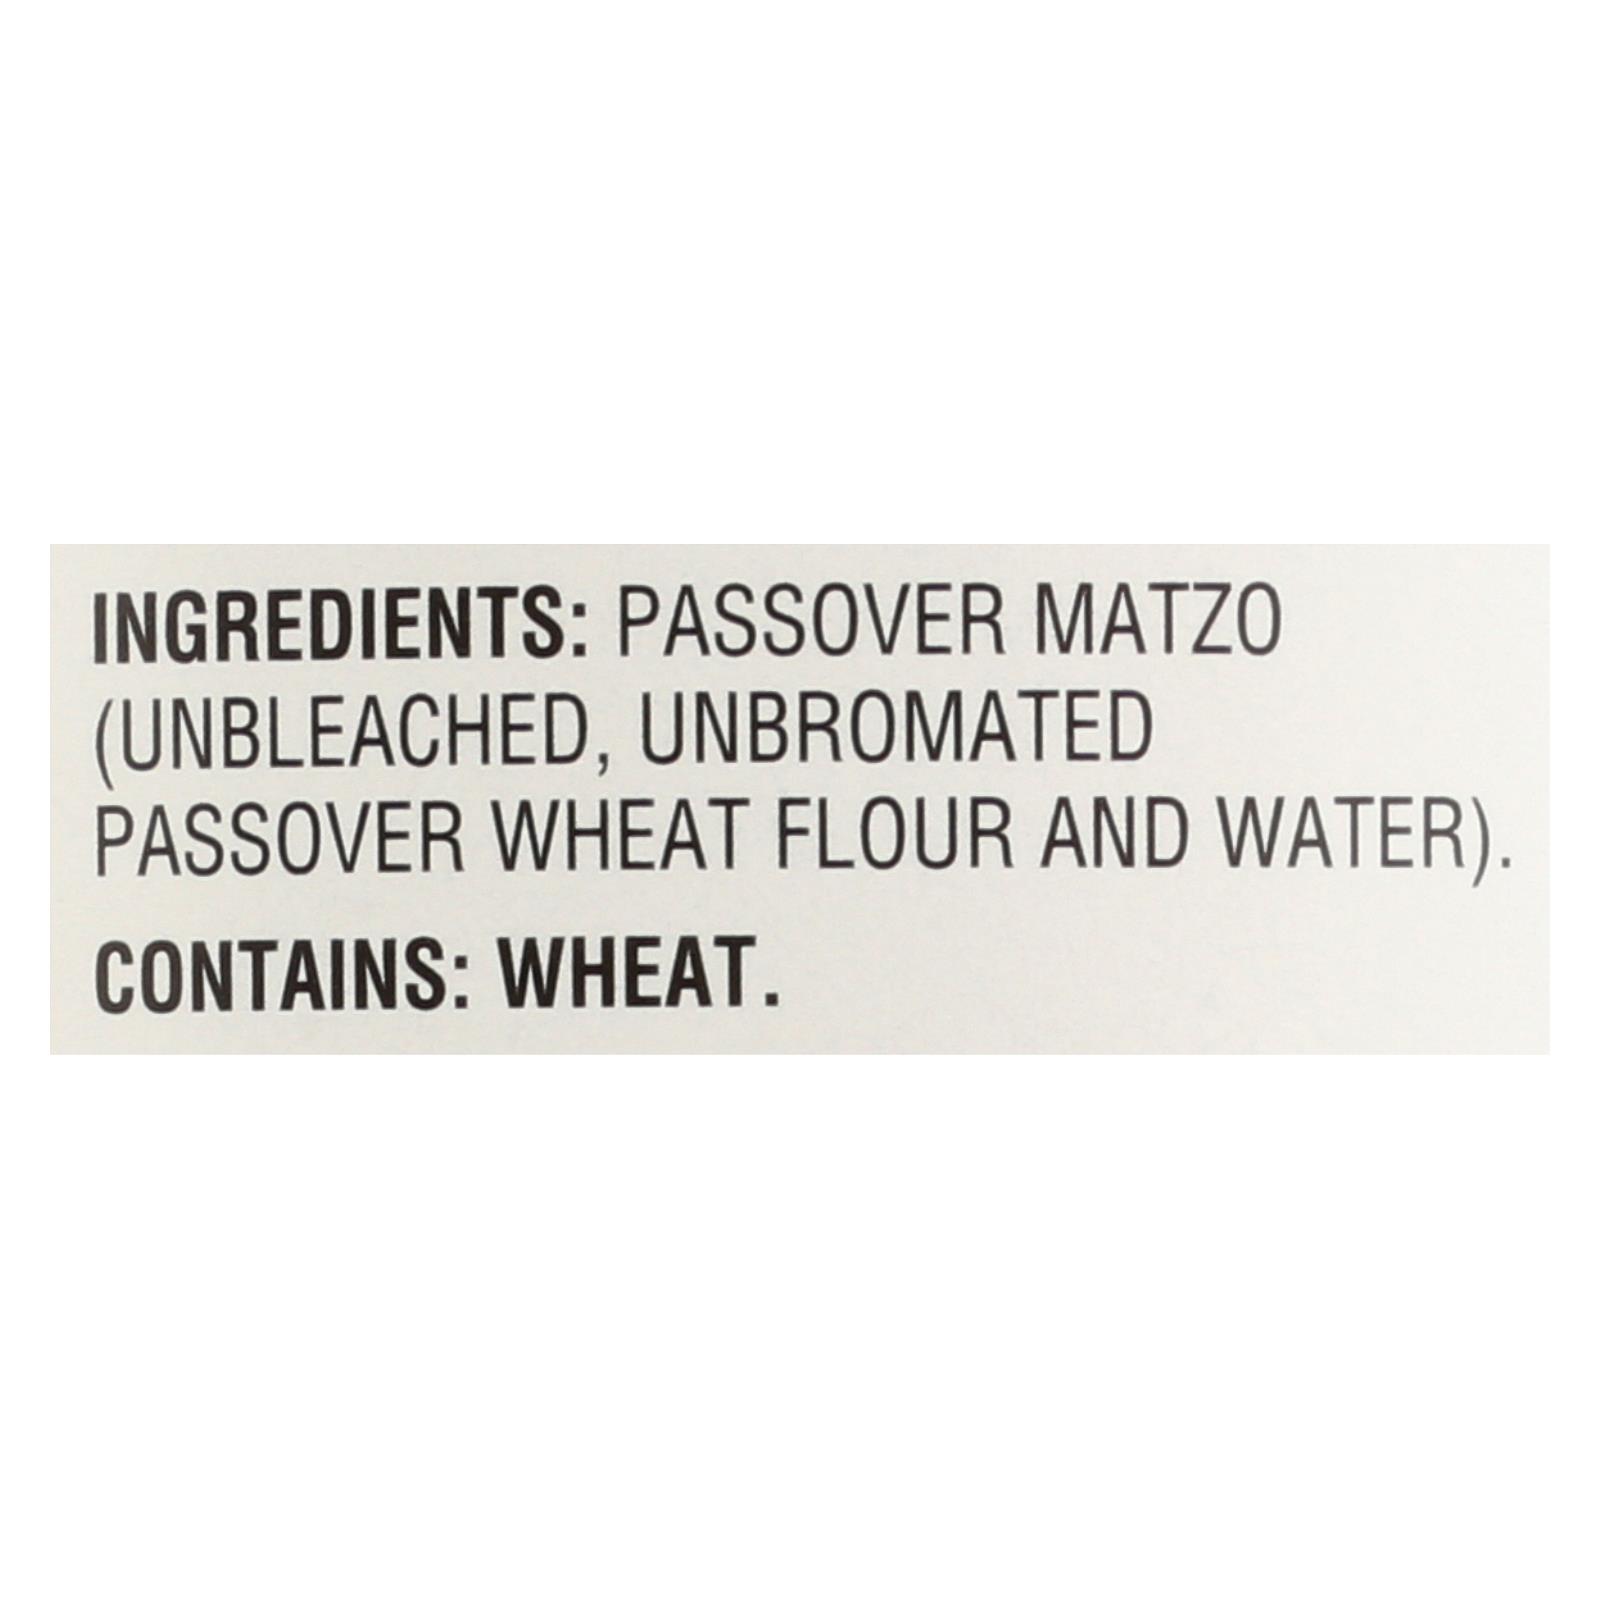 INGREDIENTS: PASSOVER MATZO
(UNBLEACHED, UNBROMATED
PASSOVER WHEAT FLOUR AND WATER).
CONTAINS: WHEAT.